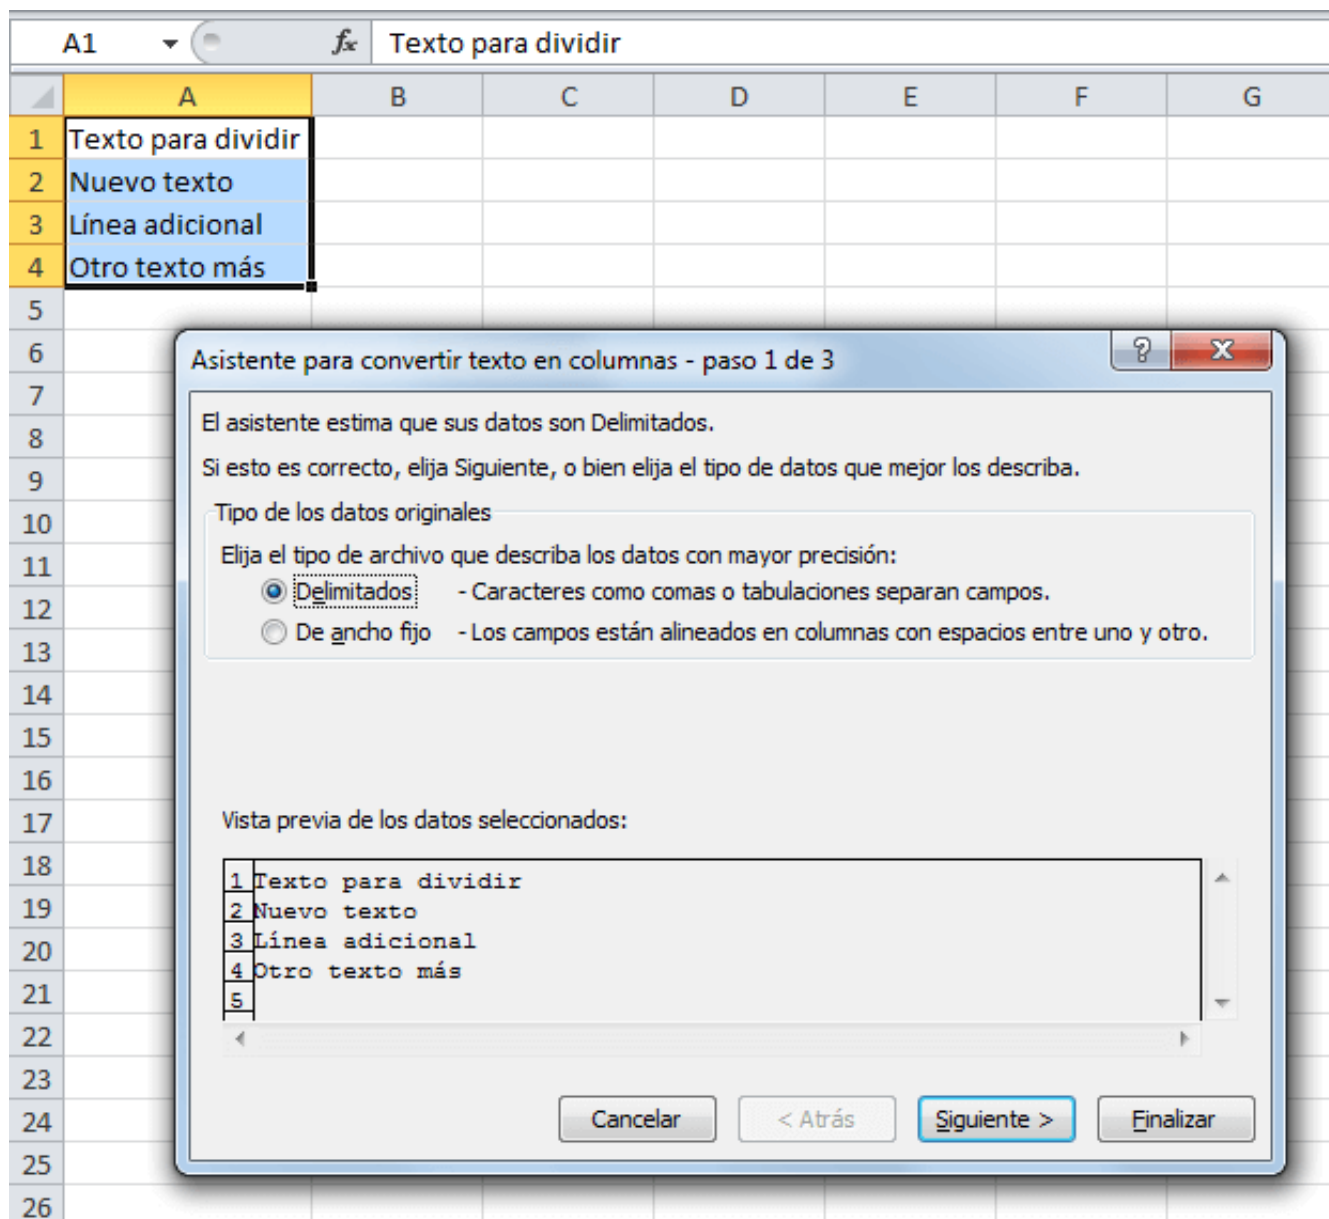 A1 fx Texto para dividir
A B C D E F G
1 Texto para dividir
2 Nuevo texto
3 Línea adicional
4 Otro texto más
5
6
7
8
9
10
11
12
13
14
15
16
17
18
19
20
21
22
23
24
25
26
Asistente para convertir texto en columnas - paso 1 de 3 ? X
El asistente estima que sus datos son Delimitados.
Si esto es correcto, elija Siguiente, o bien elija el tipo de datos que mejor los describa.
Tipo de los datos originales
Elija el tipo de archivo que describa los datos con mayor precisión:
Delimitados - Caracteres como comas o tabulaciones separan campos.
De ancho fijo - Los campos están alineados en columnas con espacios entre uno y otro.
Vista previa de los datos seleccionados:
1 Texto para dividir
2 Nuevo texto
3 Línea adicional
4 Otro texto más
5
Cancelar < Atrás Siguiente > Finalizar